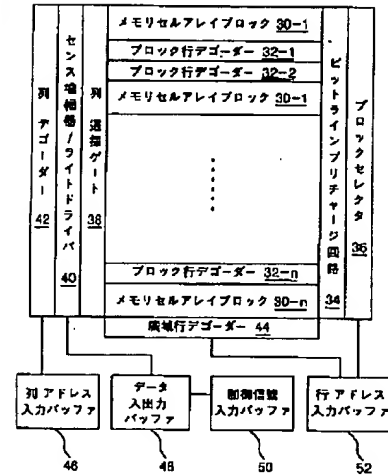 メモリセルアレイブロック 30-1
ブロック行デコーダー 32-1
ブロック行デコーダー 32-2
メモリセルアレイブロック 30-1
ブロック行デコーダー 32-n
メモリセルアレイブロック 30-n
広域行デコーダー 44
列デコーダー 42
センス増幅器/ライトドライバ 40
列選択ゲート 38
ビットラインプリチャージ回路 34
ブロックセレクタ 36
列 アドレス
入力バッファ
データ
入出力
バッファ
制御信号
入力バッファ
行 アドレス
入力バッファ
46
48
50
52